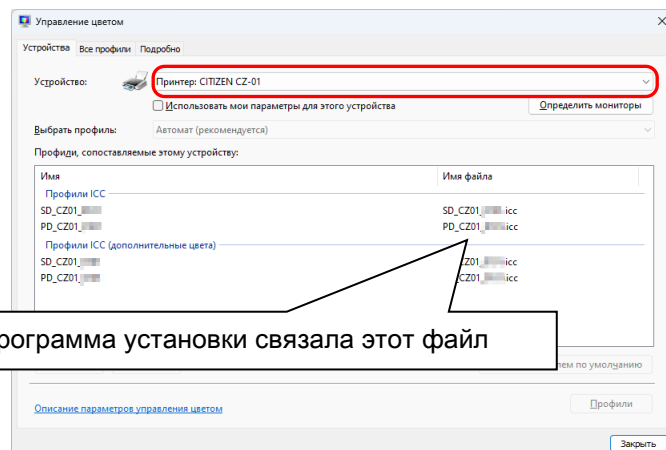 Управление цветом
Устройства Все профили Подробно
Устройство: Принтер: CITIZEN CZ-01
Использовать мои параметры для этого устройства Определить мониторы
Выбрать профиль: Автомат (рекомендуется)
Профили, сопоставляемые этому устройству:
Имя Имя файла
Профили ICC
SD_CZ01_ SD_CZ01_ icc
PD_CZ01_ PD_CZ01_ icc
Профили ICC (дополнительные цвета)
SD_CZ01_ CZ01_ icc
PD_CZ01_ CZ01_ icc
рограмма установки связала этот файл
лем по умолчанию
Описание параметров управления цветом Профили
Закрыть